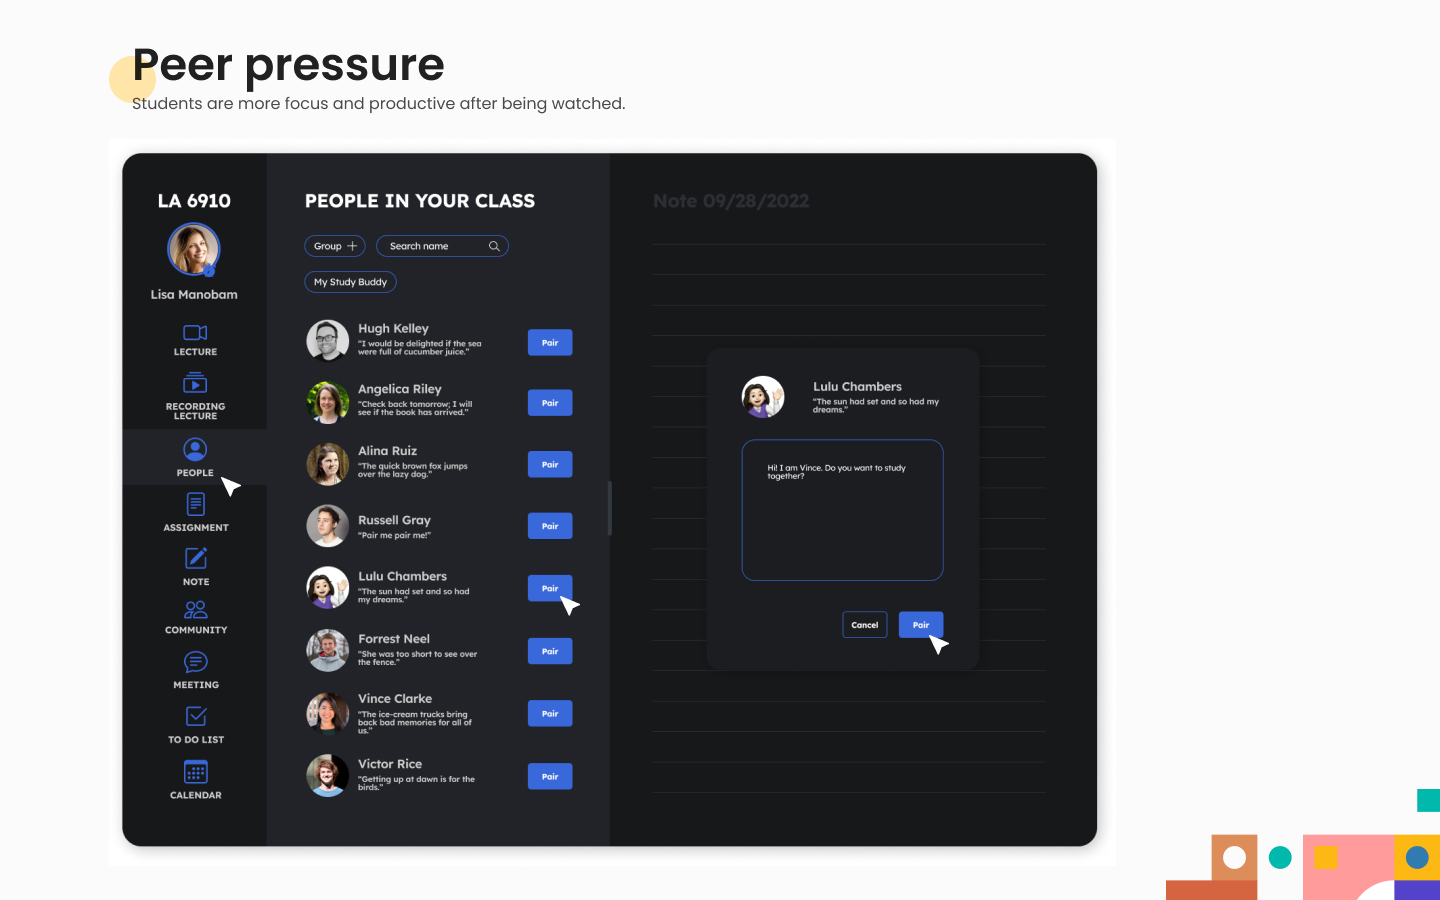 Peer pressure
Students are more focus and productive after being watched.
LA 6910
Lisa Manobam
LECTURE
RECORDING
LECTURE
PEOPLE
ASSIGNMENT
NOTE
COMMUNITY
MEETING
TO DO LIST
CALENDAR
PEOPLE IN YOUR CLASS
Group
Search name
My Study Buddy
Hugh Kelley
"I would be delighted if the sea
were full of cucumber juice."
Pair
Angelica Riley
"Check back tomorrow; I will
see if the book has arrived."
Pair
Alina Ruiz
"The quick brown fox jumps
over the lazy dog."
Pair
Russell Gray
"Pair me pair me!"
Pair
Lulu Chambers
"The sun had set and so had
my dreams."
Pair
Forrest Neel
"She was too short to see over
the fence."
Pair
Vince Clarke
"The ice-cream trucks bring
back bad memories for all of
us."
Pair
Victor Rice
"Getting up at dawn is for the
birds."
Pair
Note 09/28/2022
Lulu Chambers
"The sun had set and so had my
dreams."
Hi! I am Vince. Do you want to study
together?
Cancel
Pair